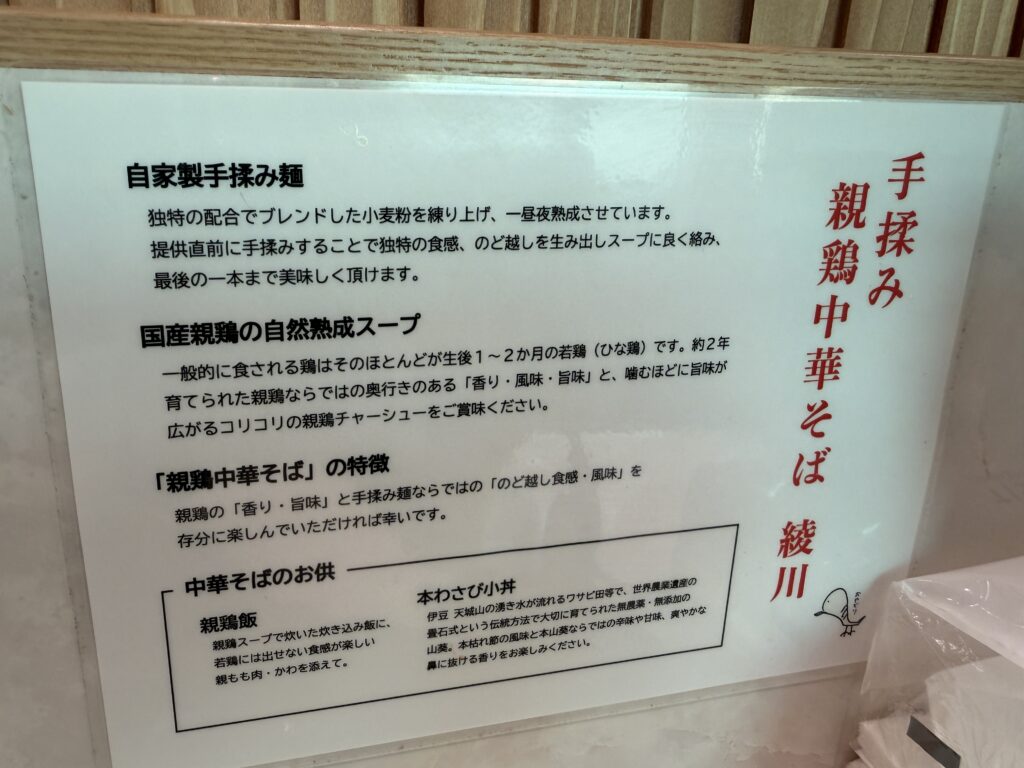 手揉み
親鶏中華そば 綾川
自家製手揉み麺
独特の配合でブレンドした小麦粉を練り上げ、一昼夜熟成させています。
提供直前に手揉みすることで独特の食感、のど越しを生み出しスープに良く絡み、
最後の一本まで美味しく頂けます。
国産親鶏の自然熟成スープ
一般的に食される鶏はそのほとんどが生後１～２か月の若鶏（ひな鶏）です。約２年
育てられた親鶏ならではの奥行きのある「香り・風味・旨味」と、噛むほどに旨味が
広がるコリコリの親鶏チャーシューをご賞味ください。
「親鶏中華そば」の特徴
親鶏の「香り・旨味」と手揉み麺ならではの「のど越し食感・風味」を
存分に楽しんでいただければ幸いです。
中華そばのお供
親鶏飯
親鶏スープで炊いた炊き込み飯に、
若鶏には出せない食感が楽しい
親もも肉・かわを添えて。
本わさび小丼
伊豆 天城山の湧き水が流れるワサビ田等で、世界農業遺産の
畳石式という伝統方法で大切に育てられた無農薬・無添加の
山葵。本枯れ節の風味と本山葵ならではの辛味や甘味、爽やかな
鼻に抜ける香りをお楽しみください。